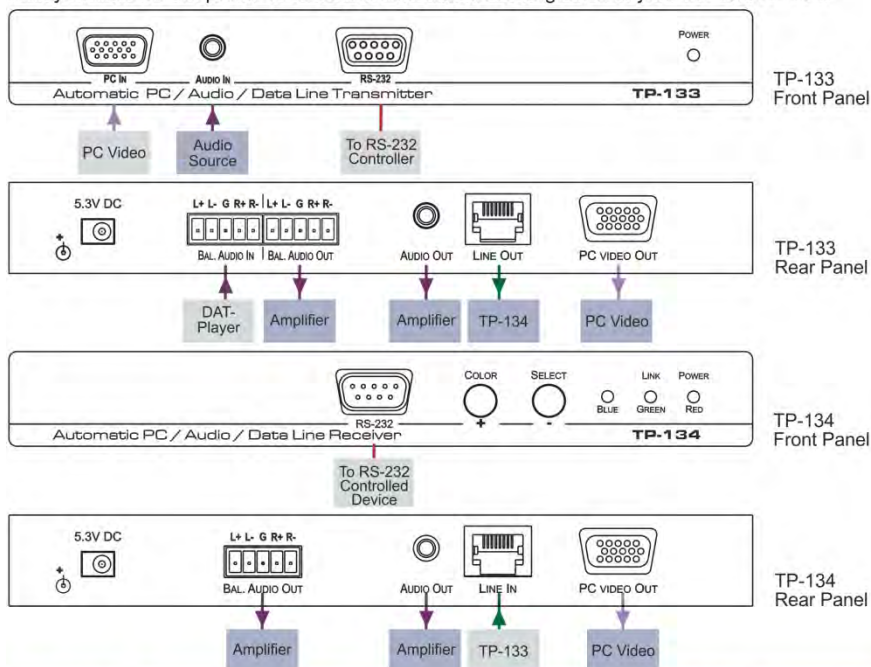 POWER
PC IN AUDIO IN RS-232
Automatic PC / Audio / Data Line Transmitter TP-133
TP-133
Front Panel
PC Video
Audio
Source
To RS-232
Controller
5.3V DC
+
L+ L- G R+ R- L+ L- G R+ R-
BAL. AUDIO IN BAL. AUDIO OUT AUDIO OUT LINE OUT PC VIDEO OUT
TP-133
Rear Panel
DAT-
Player
Amplifier
Amplifier
TP-134
PC Video
COLOR SELECT LINK POWER
BLUE GREEN RED
RS-232 + -
Automatic PC / Audio / Data Line Receiver TP-134
TP-134
Front Panel
To RS-232
Controlled
Device
5.3V DC
+
L+ L- G R+ R-
BAL. AUDIO OUT AUDIO OUT LINE IN PC VIDEO OUT
TP-134
Rear Panel
Amplifier
Amplifier
TP-133
PC Video